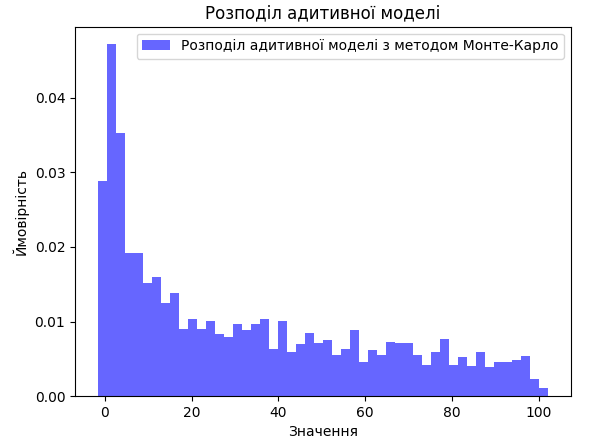 Розподіл адитивної моделі
Розподіл адитивної моделі з методом Монте-Карло
Ймовірність
0.04
0.03
0.02
0.01
0.00
0 20 40 60 80 100
Значення